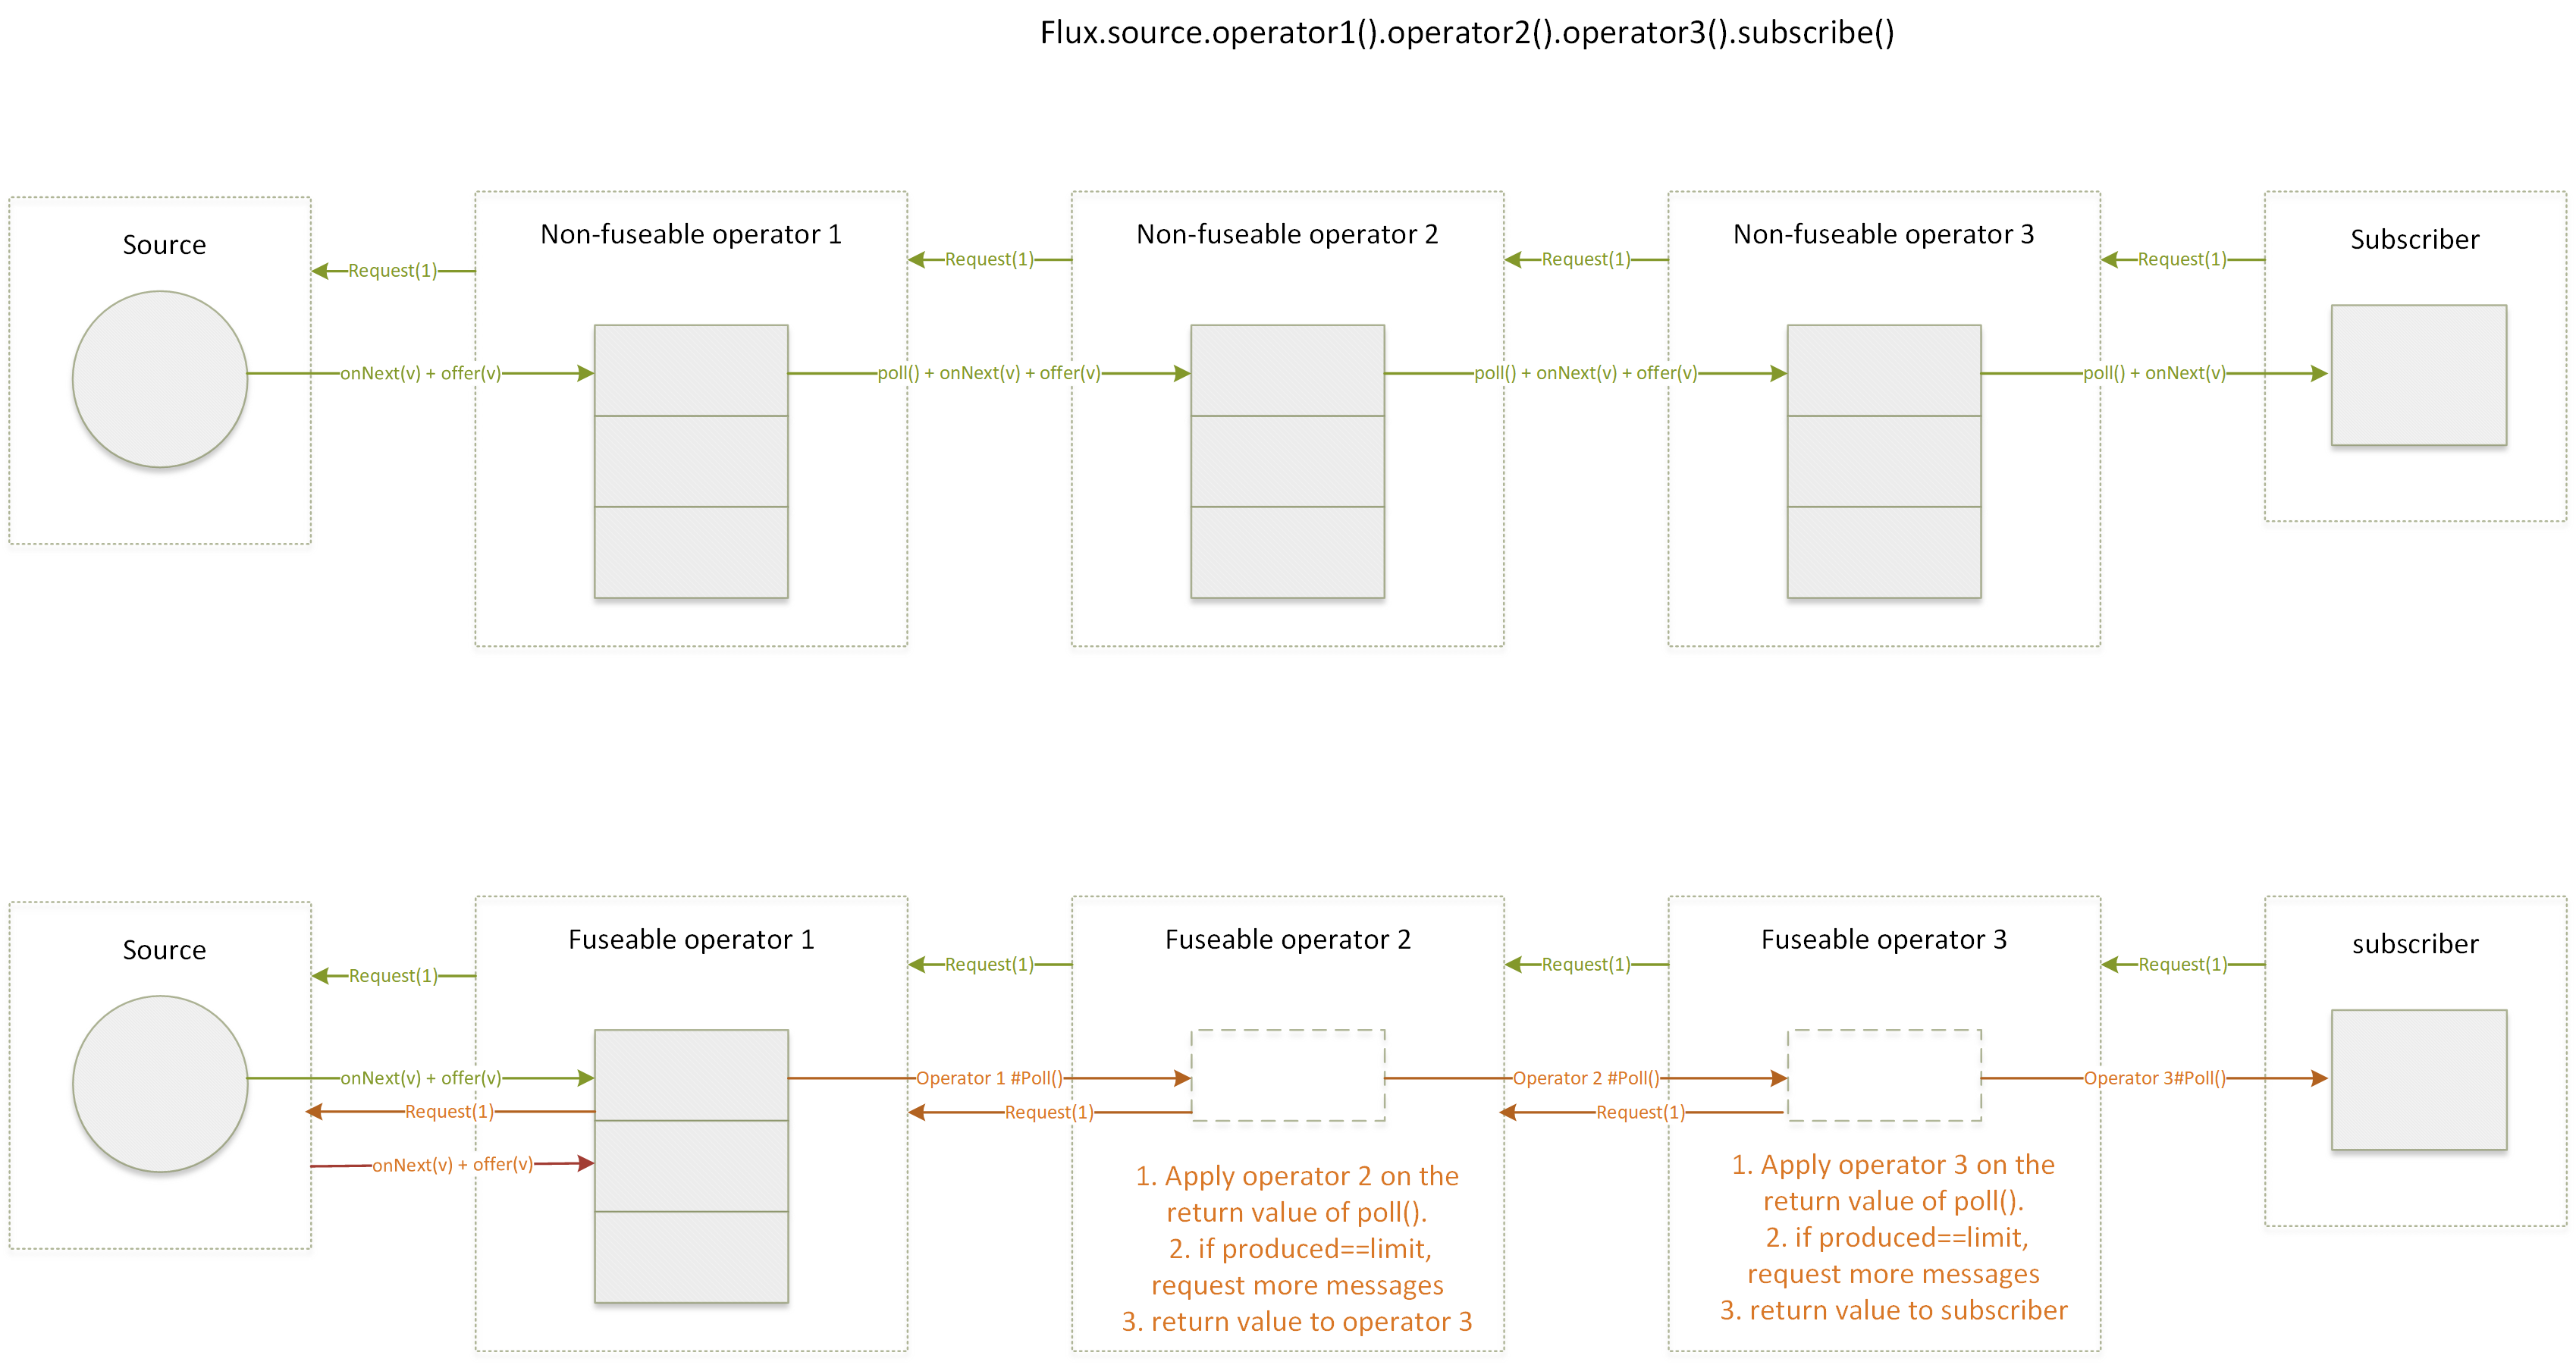 Flux.source.operator1().operator2().operator3().subscribe()
Source
Non-fuseable operator 1
Non-fuseable operator 2
Non-fuseable operator 3
Subscriber
Request(1)
Request(1)
Request(1)
Request(1)
onNext(v) + offer(v)
poll() + onNext(v) + offer(v)
poll() + onNext(v) + offer(v)
poll() + onNext(v)
Source
Fuseable operator 1
Fuseable operator 2
Fuseable operator 3
subscriber
Request(1)
Request(1)
Request(1)
Request(1)
onNext(v) + offer(v)
Operator 1 #Poll()
Operator 2 #Poll()
Operator 3#Poll()
Request(1)
Request(1)
Request(1)
onNext(v) + offer(v)
1. Apply operator 2 on the
return value of poll().
2. if produced==limit,
request more messages
3. return value to operator 3
1. Apply operator 3 on the
return value of poll().
2. if produced==limit,
request more messages
3. return value to subscriber